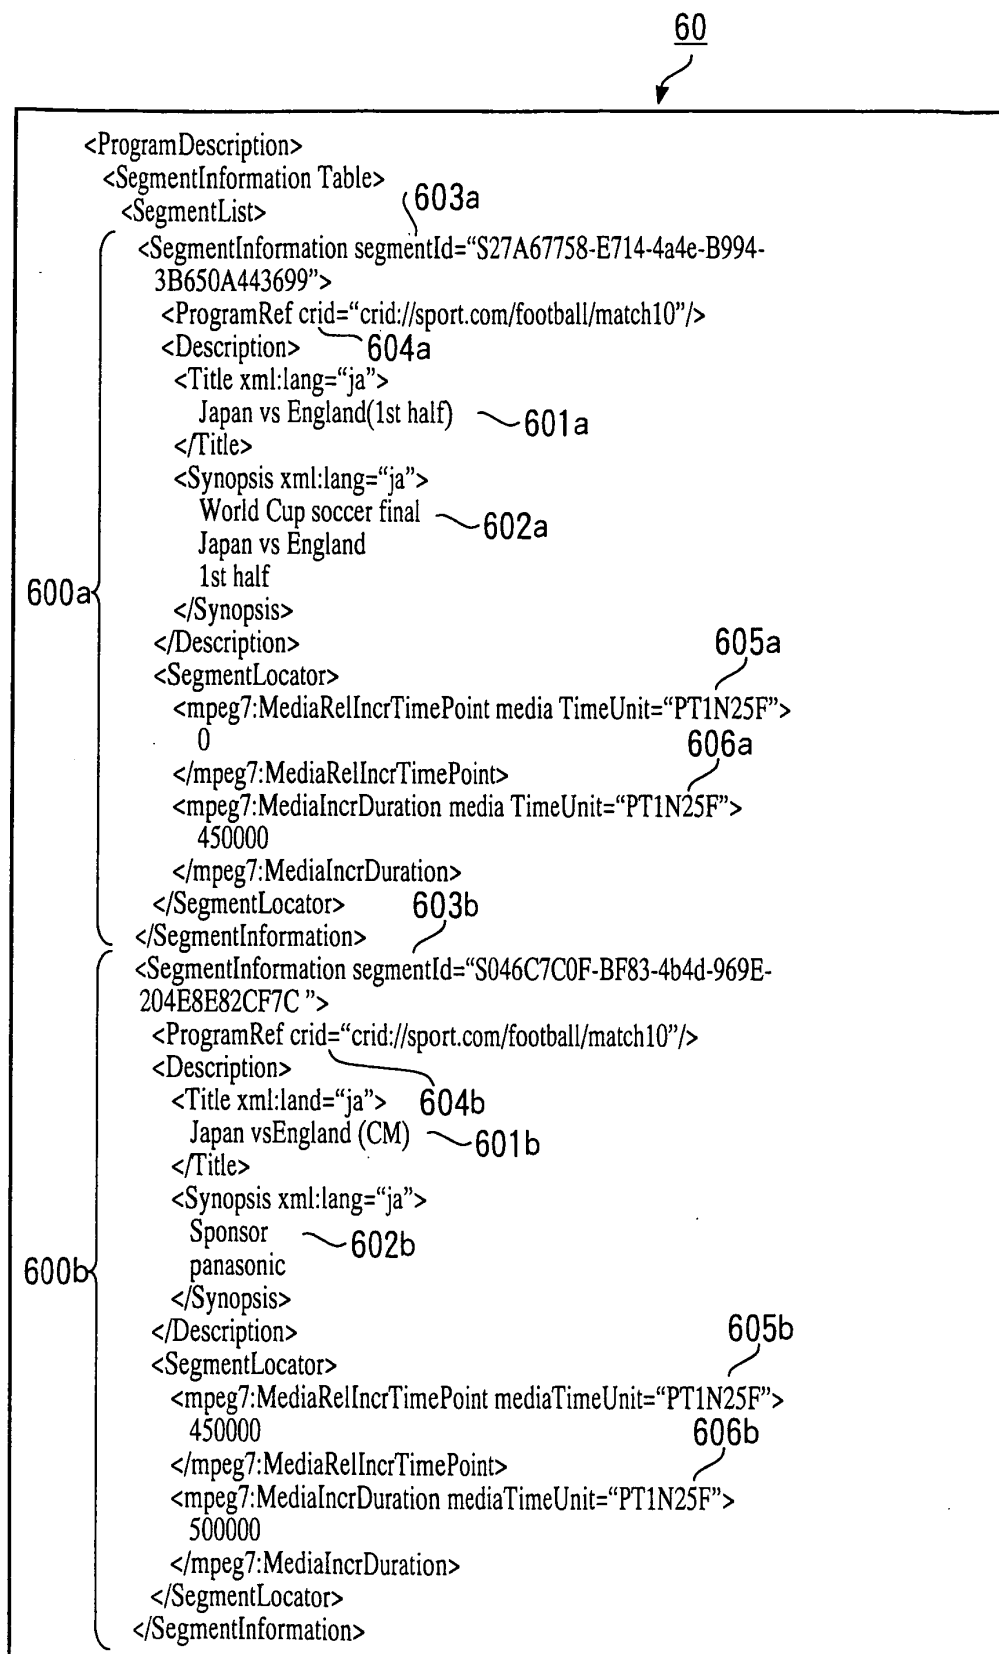 60
<ProgramDescription>
<SegmentInformation Table>
<SegmentList>
603a
<SegmentInformation segmentId=“S27A67758-E714-4a4e-B994-
3B650A443699”>
<ProgramRef crid=“crid://sport.com/football/match10”/>
<Description>
604a
<Title xml:lang=“ja”>
Japan vs England(1st half)
601a
</Title>
<Synopsis xml:lang=“ja”>
World Cup soccer final
602a
Japan vs England
1st half
600a
</Synopsis>
</Description>
605a
<SegmentLocator>
<mpeg7:MediaRelIncrTimePoint media TimeUnit=“PT1N25F”>
0
606a
</mpeg7:MediaRelIncrTimePoint>
<mpeg7:MediaIncrDuration media TimeUnit=“PT1N25F”>
450000
</mpeg7:MediaIncrDuration>
</SegmentLocator>
603b
</SegmentInformation>
<SegmentInformation segmentId=“S046C7C0F-BF83-4b4d-969E-
204E8E82CF7C ”>
<ProgramRef crid=“crid://sport.com/football/match10”/>
<Description>
<Title xml:land=“ja”>
604b
Japan vsEngland (CM)
601b
</Title>
<Synopsis xml:lang=“ja”>
Sponsor
602b
panasonic
600b
</Synopsis>
</Description>
605b
<SegmentLocator>
<mpeg7:MediaRelIncrTimePoint mediaTimeUnit=“PT1N25F”>
450000
606b
</mpeg7:MediaRelIncrTimePoint>
<mpeg7:MediaIncrDuration mediaTimeUnit=“PT1N25F”>
500000
</mpeg7:MediaIncrDuration>
</SegmentLocator>
</SegmentInformation>